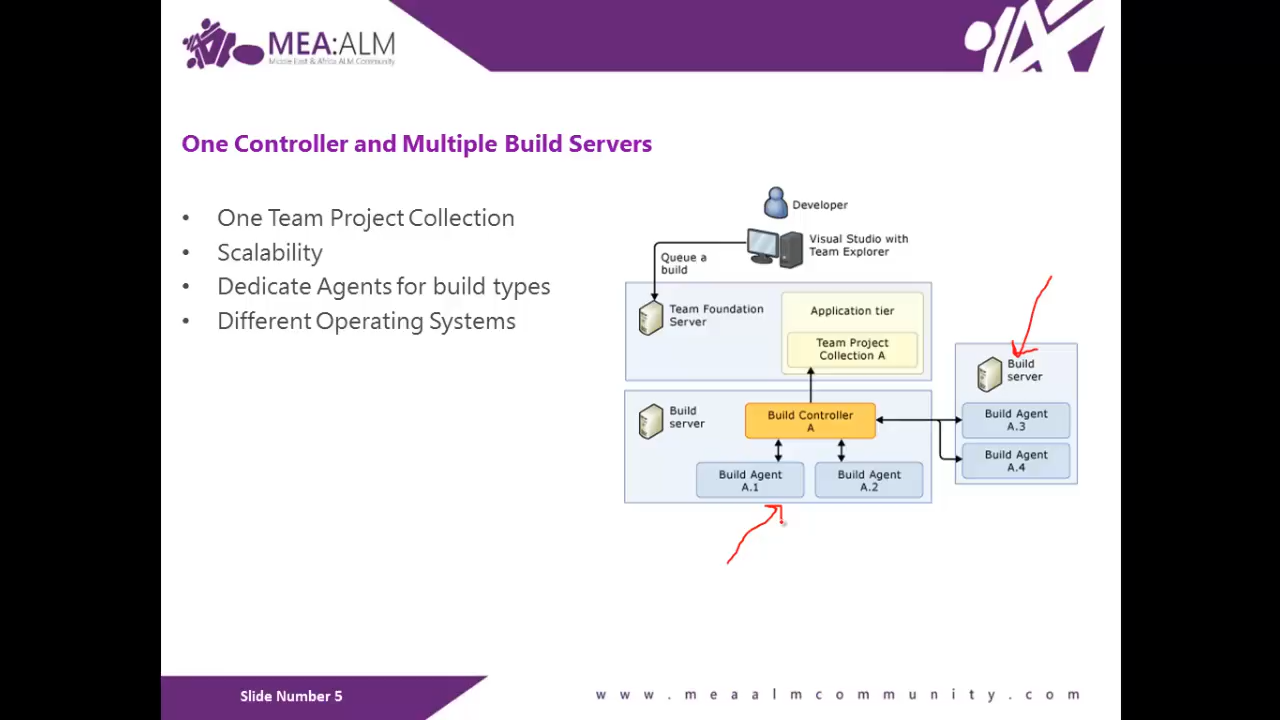 MEA:ALM
Middle East & Africa ALM Community
One Controller and Multiple Build Servers
• One Team Project Collection
• Scalability
• Dedicate Agents for build types
• Different Operating Systems
Developer
Visual Studio with
Team Explorer
Queue a
build
Team Foundation
Server
Application tier
Team Project
Collection A
Build
server
Build Controller
A
Build Agent
A.1
Build Agent
A.2
Build
server
Build Agent
A.3
Build Agent
A.4
Slide Number 5
www.meaalmcommunity.com